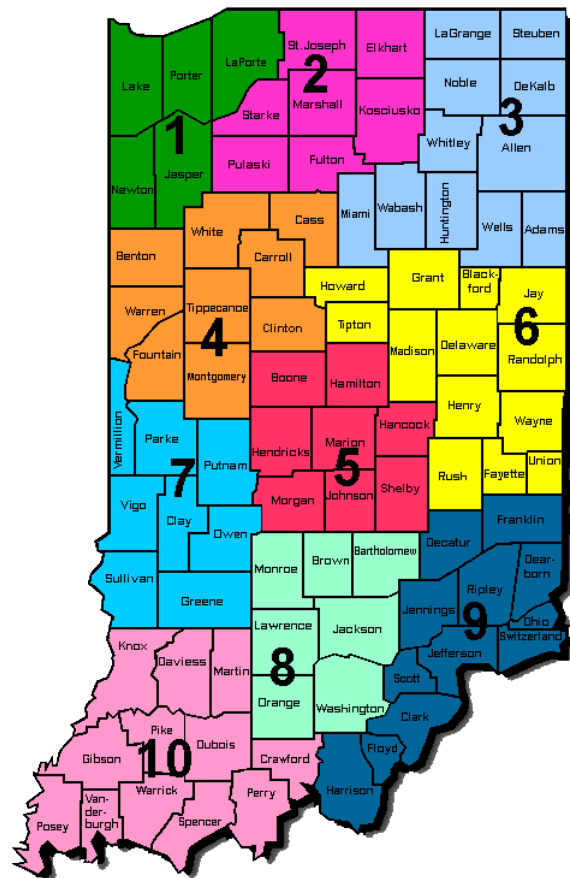 St.Joseph
Elkhart
LaGrange
Steuben
LaPorte
Lake
Porter
2
Noble
DeKalb
Starke
Marshall
Kosciusko
3
1
Whitley
Allen
Pulaski
Fulton
Jasper
Newton
Miami
Wabash
Huntington
Wells
Adams
White
Cass
Benton
Carroll
Grant
Black-
ford
Howard
Jay
Warren
Tippecanoe
Clinton
Tipton
6
4
Madison
Delaware
Randolph
Fountain
Montgomery
Boone
Hamilton
Henry
Wayne
Vermillion
Parke
Hancock
Putnam
Hendricks
Marion
5
7
Union
Fayette
Rush
Vigo
Morgan
Johnson
Shelby
Clay
Owen
Franklin
Decatur
Sullivan
Monroe
Brown
Bartholomew
Dear-
born
Ripley
Greene
Jennings
Lawrence
Jackson
9
Ohio
Switzerland
Knox
Daviess
Martin
8
Jefferson
Scott
Orange
Washington
Clark
Pike
Dubois
10
Gibson
Crawford
Floyd
Harrison
Warrick
Perry
Posey
Van-
der-
burgh
Spencer